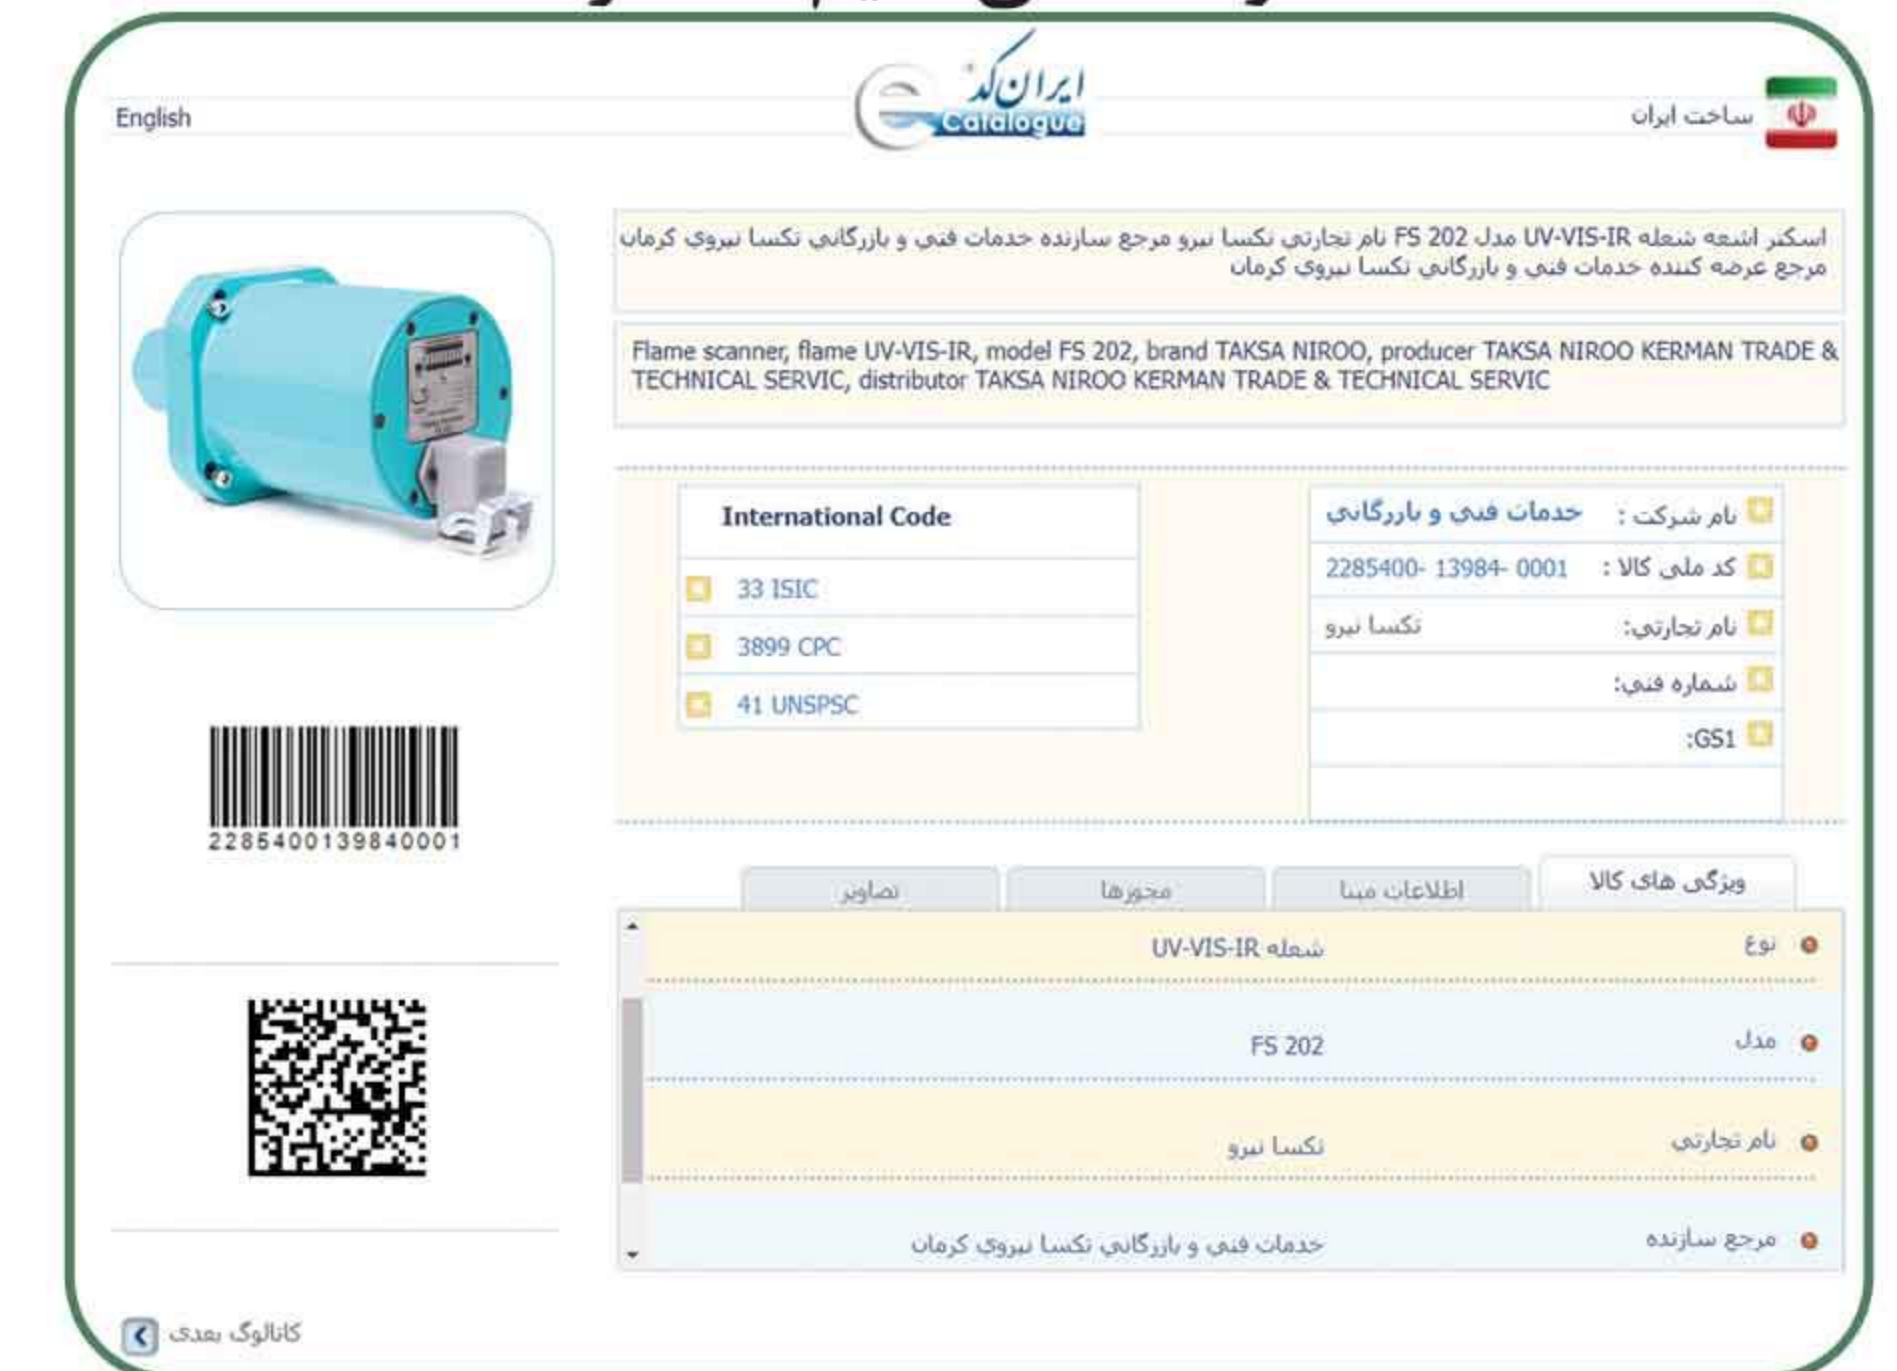 ساخت ایران
ایران کد
Catalogue
English
اسکنر اشعه شعله UV-VIS-IR مدل FS 202 نام تجارتی تکسا نیرو مرجع سازنده خدمات فنی و بازرگانی تکسا نیروی کرمان
مرجع عرضه کننده خدمات فنی و بازرگانی تکسا نیروی کرمان
Flame scanner, flame UV-VIS-IR, model FS 202, brand TAKSA NIROO, producer TAKSA NIROO KERMAN TRADE &
TECHNICAL SERVIC, distributor TAKSA NIROO KERMAN TRADE & TECHNICAL SERVIC
نام شرکت : خدمات فنی و بازرگانی
کد ملی کالا : 2285400- 13984- 0001
نام تجارتی: تکسا نیرو
شماره فنی:
GS1:
International Code
33 ISIC
3899 CPC
41 UNSPSC
2285400139840001
ویژگی های کالا
اطلاعات مبنا
مجوزها
تصاویر
نوع شعله UV-VIS-IR
مدل FS 202
نام تجارتی تکسا نیرو
مرجع سازنده خدمات فنی و بازرگانی تکسا نیروی کرمان
کاتالوگ بعدی